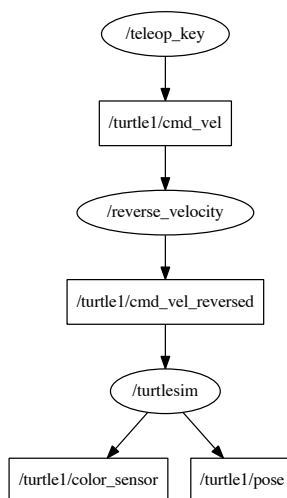 /teleop_key
/turtle1/cmd_vel
/reverse_velocity
/turtle1/cmd_vel_reversed
/turtlesim
/turtle1/color_sensor
/turtle1/pose